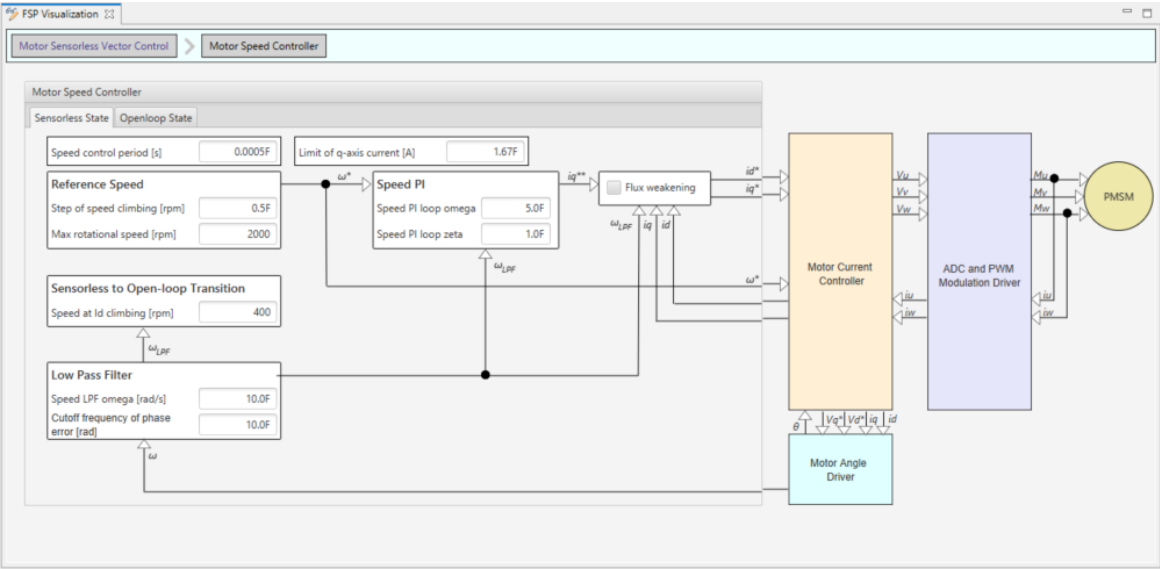 FSP Visualization
Motor Sensorless Vector Control
Motor Speed Controller
Motor Speed Controller
Sensorless State
Openloop State
Speed control period [s]
0.0005F
Limit of q-axis current [A]
1.67F
Reference Speed
Step of speed climbing [rpm]
0.5F
Max rotational speed [rpm]
2000
ω*
Speed PI
Speed PI loop omega
5.0F
Speed PI loop zeta
1.0F
iq**
Flux weakening
id*
iq*
ωLPF
iq
id
ωLPF
ω*
Sensorless to Open-loop Transition
Speed at Id climbing [rpm]
400
ωLPF
Low Pass Filter
Speed LPF omega [rad/s]
10.0F
Cutoff frequency of phase
error [rad]
10.0F
ω
Motor Current
Controller
Vu
Vv
Vw
iu
iw
ADC and PWM
Modulation Driver
Mu
Mv
Mw
iu
iw
PMSM
θ
Vq*
Vd*
iq
id
Motor Angle
Driver